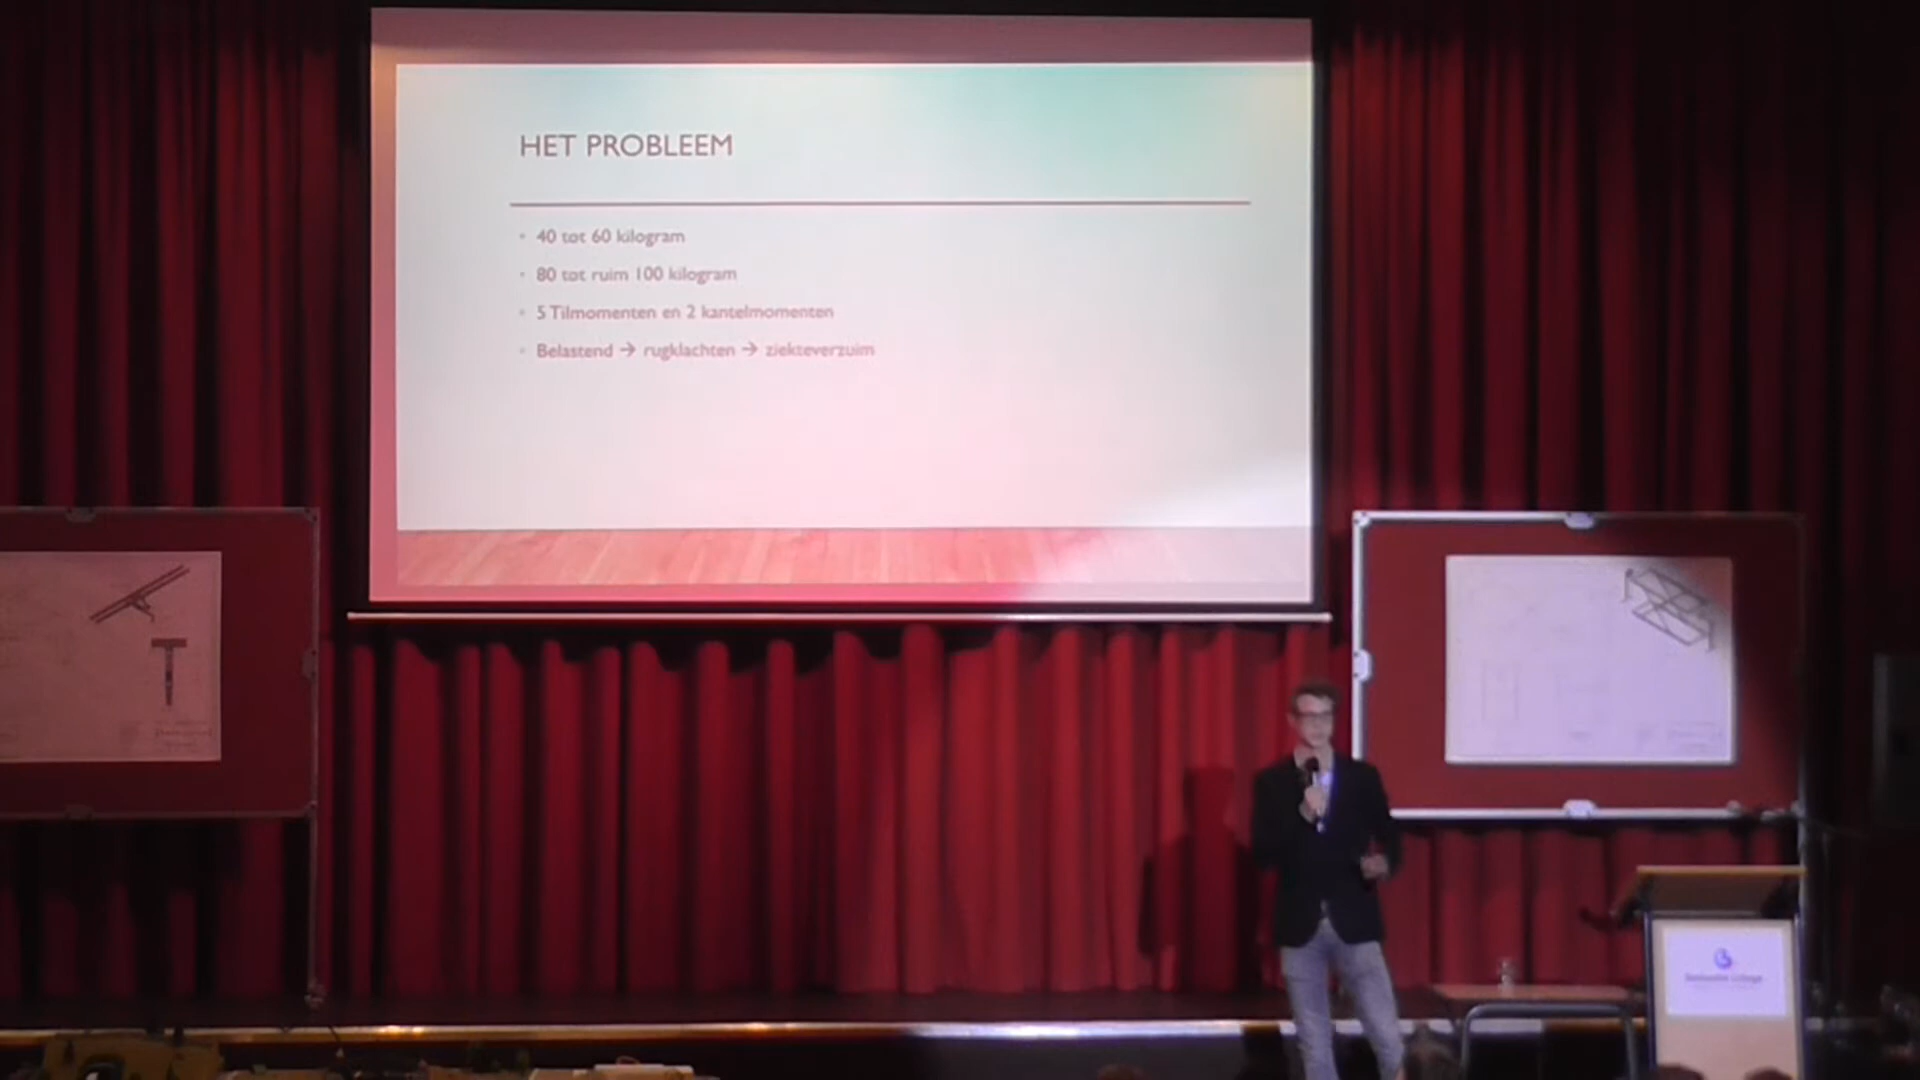 HET PROBLEEM
40 tot 60 kilogram
80 tot ruim 100 kilogram
5 Tilmomenten en 2 kantelmomenten
Belastend → rugklachten → ziekteverzuim